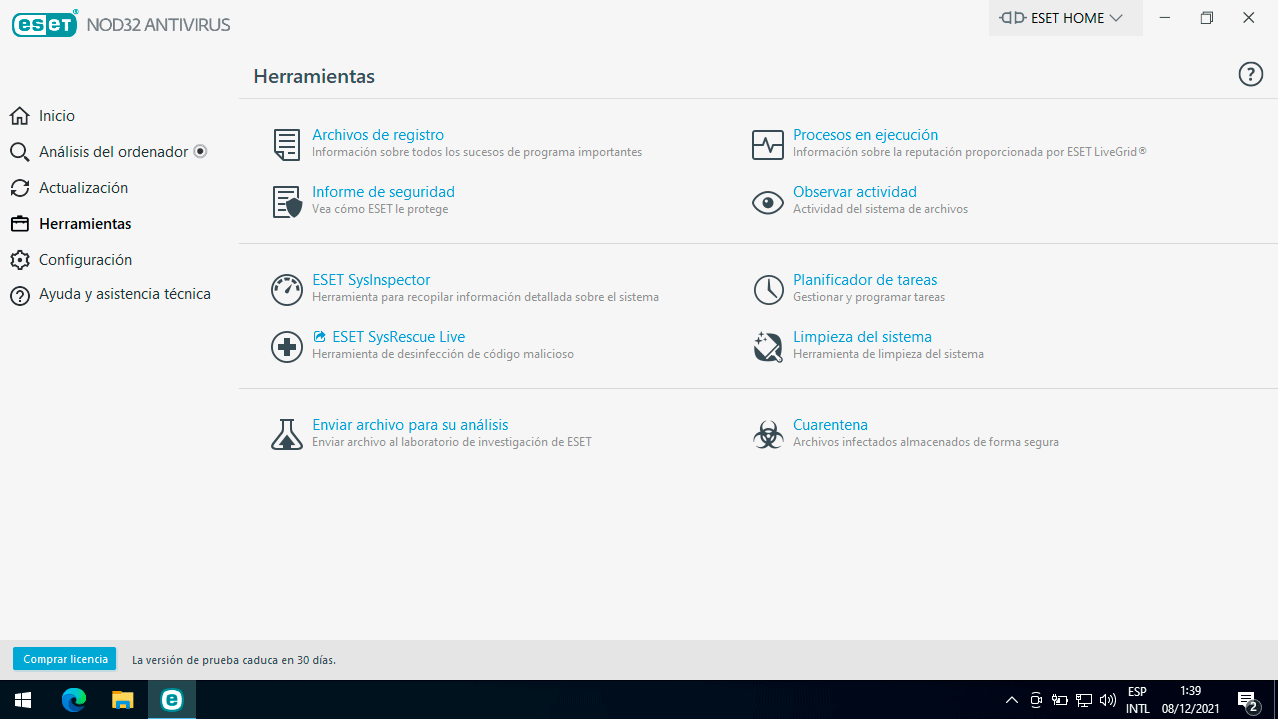 eset® NOD32 ANTIVIRUS
ESET HOME
Herramientas
?
Inicio
Análisis del ordenador
Actualización
Herramientas
Configuración
Ayuda y asistencia técnica
Archivos de registro
Información sobre todos los sucesos de programa importantes
Procesos en ejecución
Información sobre la reputación proporcionada por ESET LiveGrid®
Informe de seguridad
Vea cómo ESET le protege
Observar actividad
Actividad del sistema de archivos
ESET SysInspector
Herramienta para recopilar información detallada sobre el sistema
Planificador de tareas
Gestionar y programar tareas
ESET SysRescue Live
Herramienta de desinfección de código malicioso
Limpieza del sistema
Herramienta de limpieza del sistema
Enviar archivo para su análisis
Enviar archivo al laboratorio de investigación de ESET
Cuarentena
Archivos infectados almacenados de forma segura
Comprar licencia
La versión de prueba caduca en 30 días.
e
ESP
INTL
1:39
08/12/2021
2